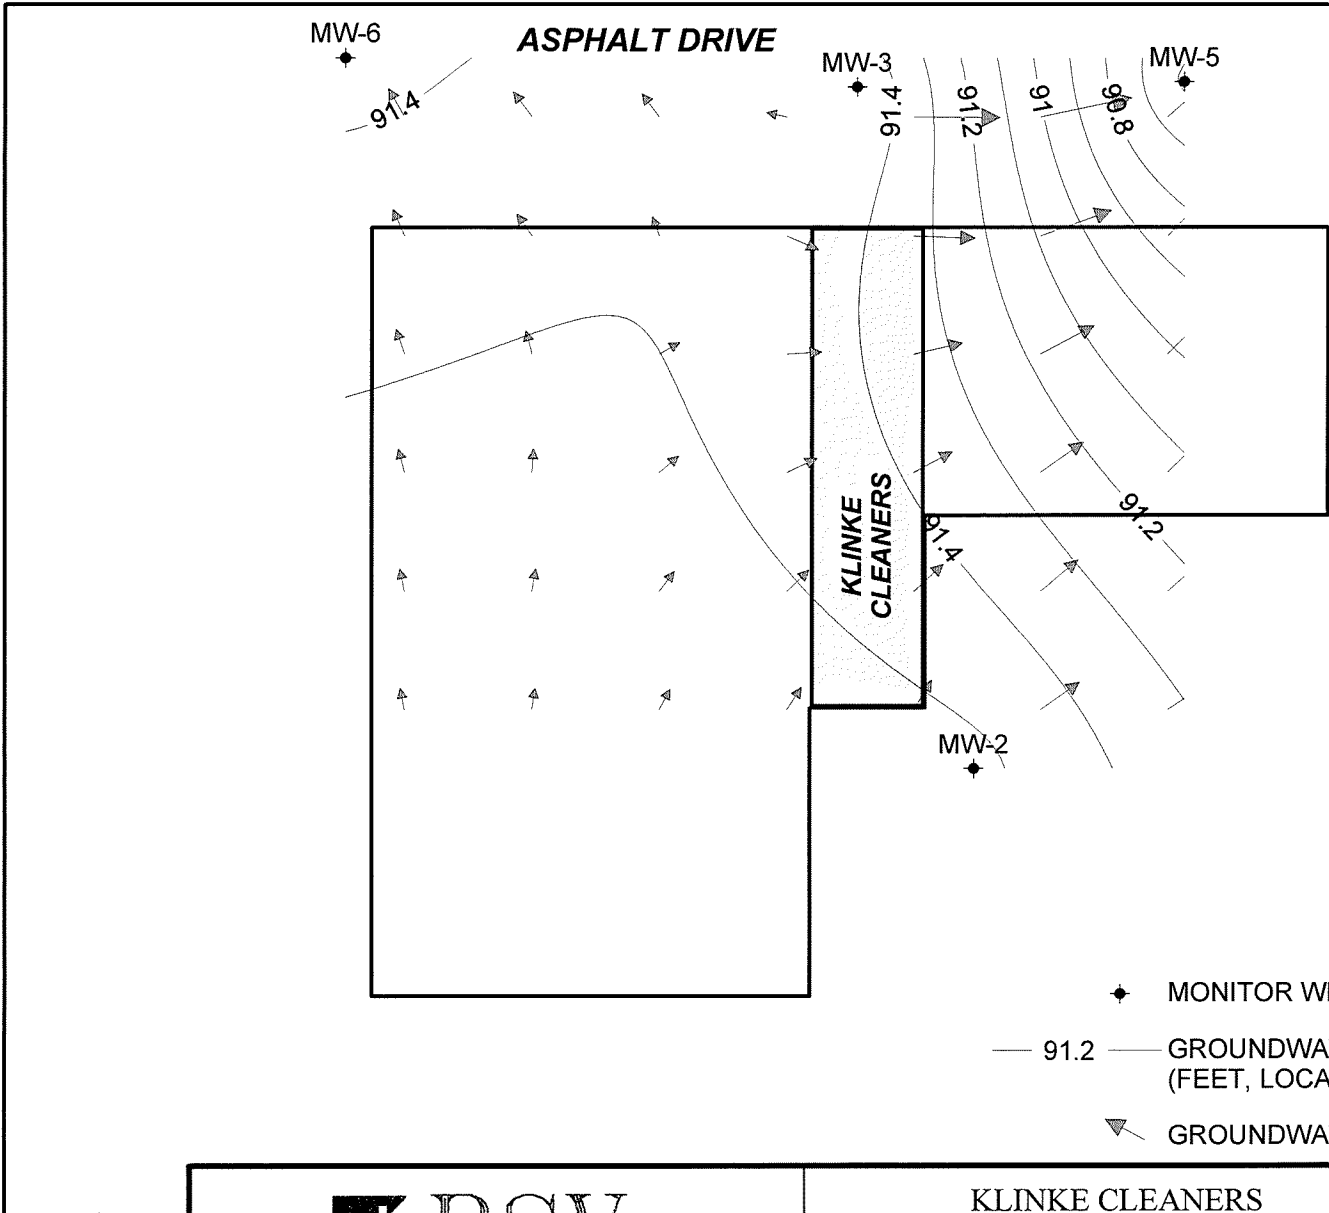 MW-6
ASPHALT DRIVE
MW-3
MW-5
91.4
91.4
91.2
91
90.8
KLINKE
CLEANERS
91.4
91.2
MW-2
MONITOR
91.2
GROUNDWA
(FEET, LOCA
GROUNDWA
KLINKE CLEANERS